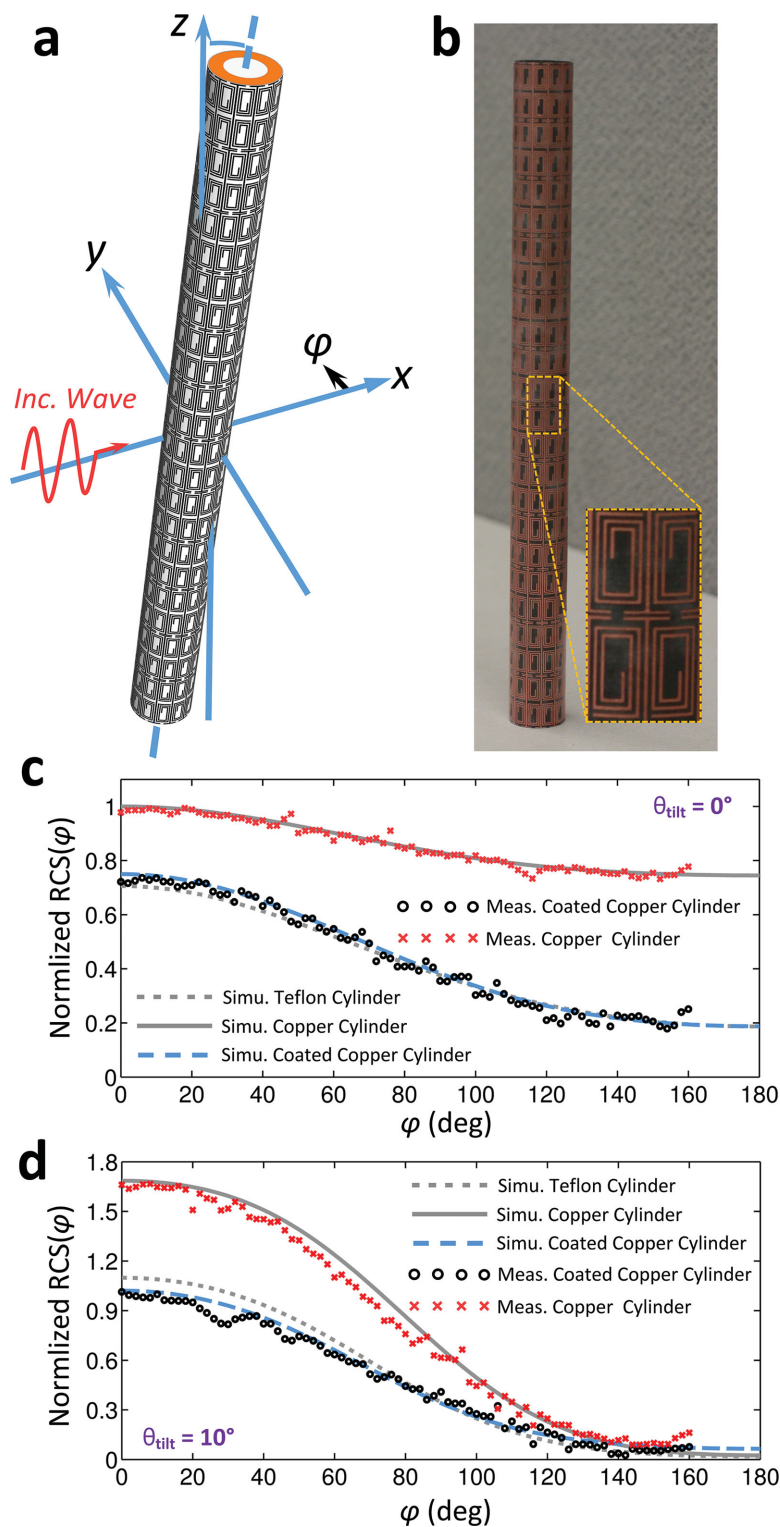 a
z
y
φ
x
Inc. Wave
b
c
Normlized RCS(φ)
1
0.8
0.6
0.4
0.2
0
θtilt = 0°
Meas. Coated Copper Cylinder
Meas. Copper Cylinder
Simu. Teflon Cylinder
Simu. Copper Cylinder
Simu. Coated Copper Cylinder
0 20 40 60 80 100 120 140 160 180
φ (deg)
d
Normlized RCS(φ)
1.8
1.5
1.2
0.9
0.6
0.3
0
Simu. Teflon Cylinder
Simu. Copper Cylinder
Simu. Coated Copper Cylinder
Meas. Coated Copper Cylinder
Meas. Copper Cylinder
θtilt = 10°
0 20 40 60 80 100 120 140 160 180
φ (deg)